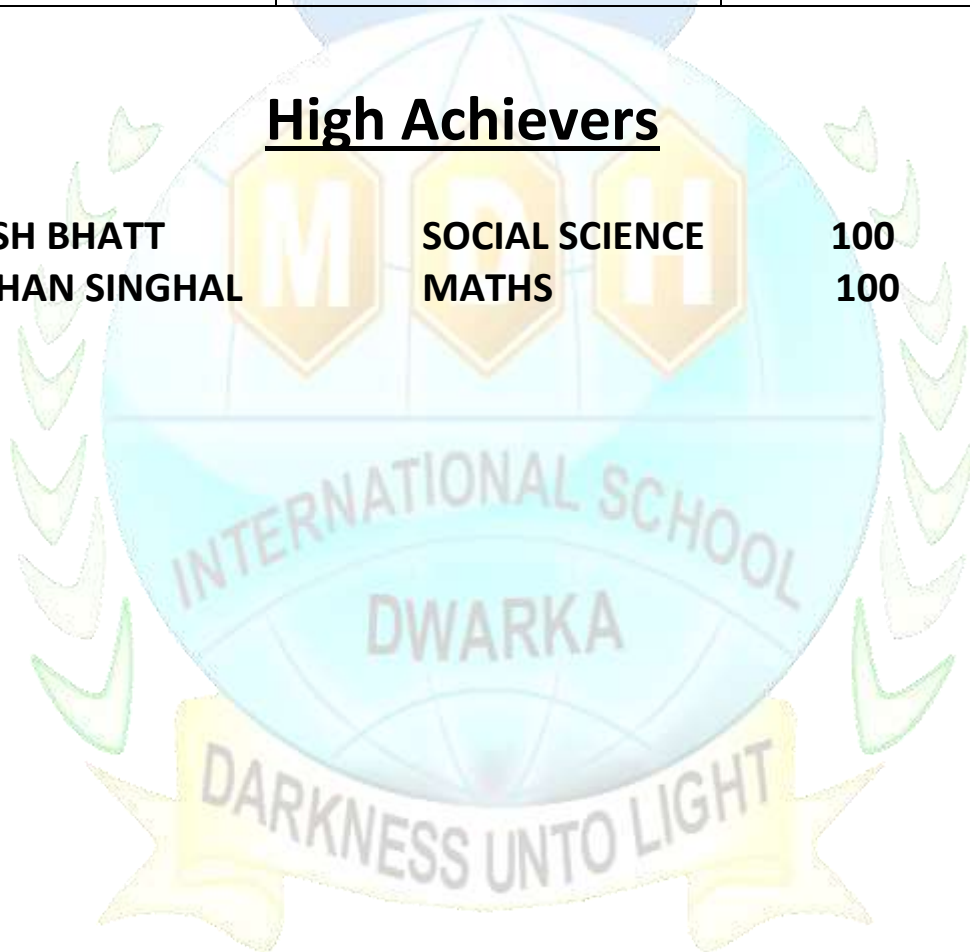 High Achievers
SH BHATT SOCIAL SCIENCE 100
HAN SINGHAL MATHS 100
M D H
INTERNATIONAL SCHOOL
DWARKA
DARKNESS UNTO LIGHT